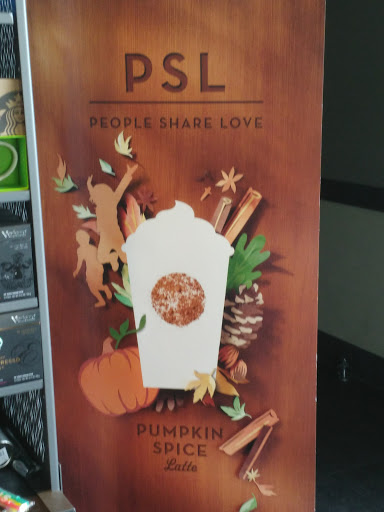 PSL
PEOPLE SHARE LOVE
PUMPKIN
SPICE
Latte